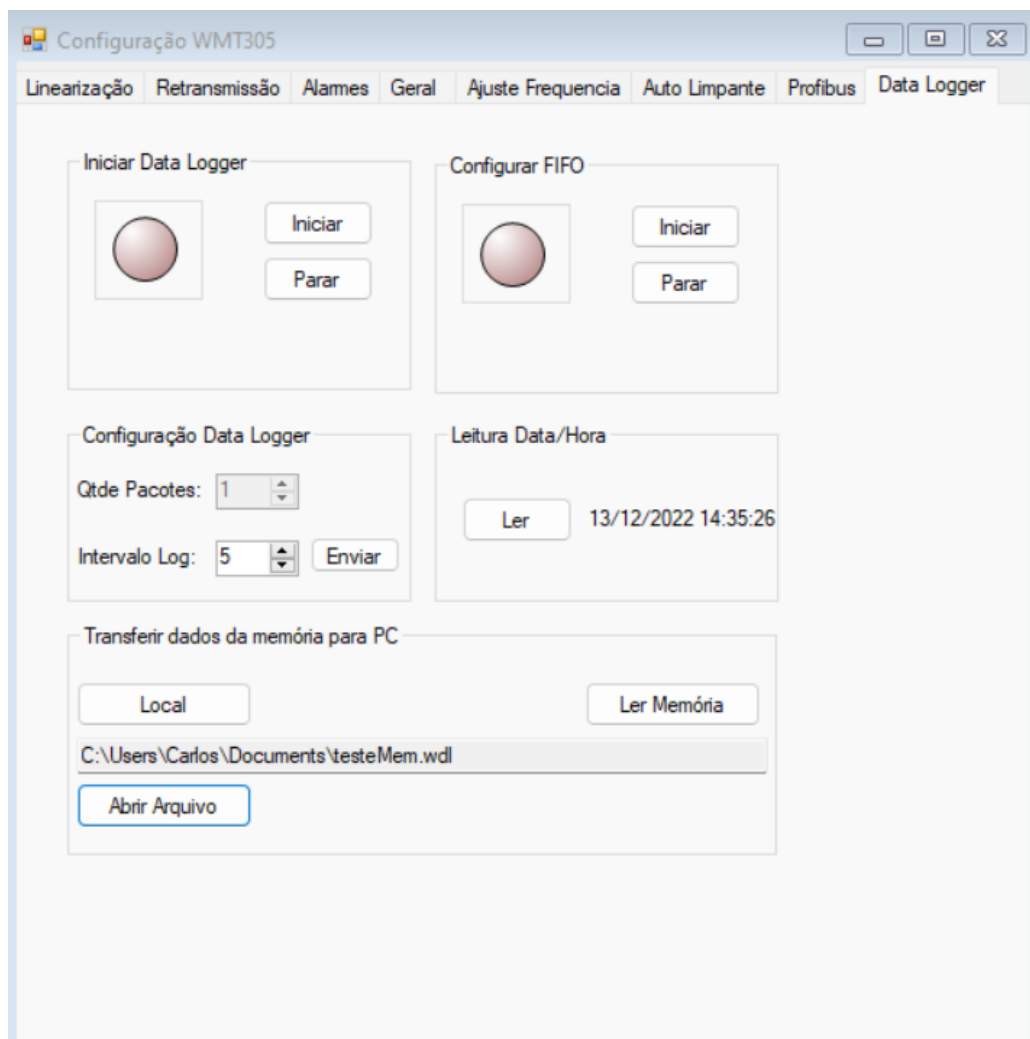 Configuração WMT305
Linearização Retransmissão Alarmes Geral Ajuste Frequencia Auto Limpante Profibus Data Logger
Iniciar Data Logger
Iniciar
Parar
Configurar FIFO
Iniciar
Parar
Configuração Data Logger
Qtde Pacotes: 1
Intervalo Log: 5 Enviar
Leitura Data/Hora
Ler 13/12/2022 14:35:26
Transferir dados da memória para PC
Local Ler Memória
C:\Users\Carlos\Documents\testeMem.wdl
Abrir Arquivo